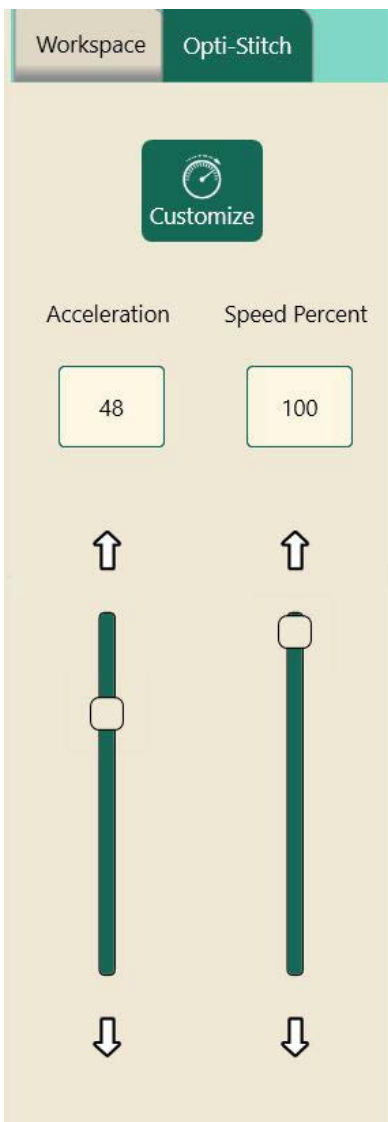 Workspace
Opti-Stitch
Customize
Acceleration
Speed Percent
48
100